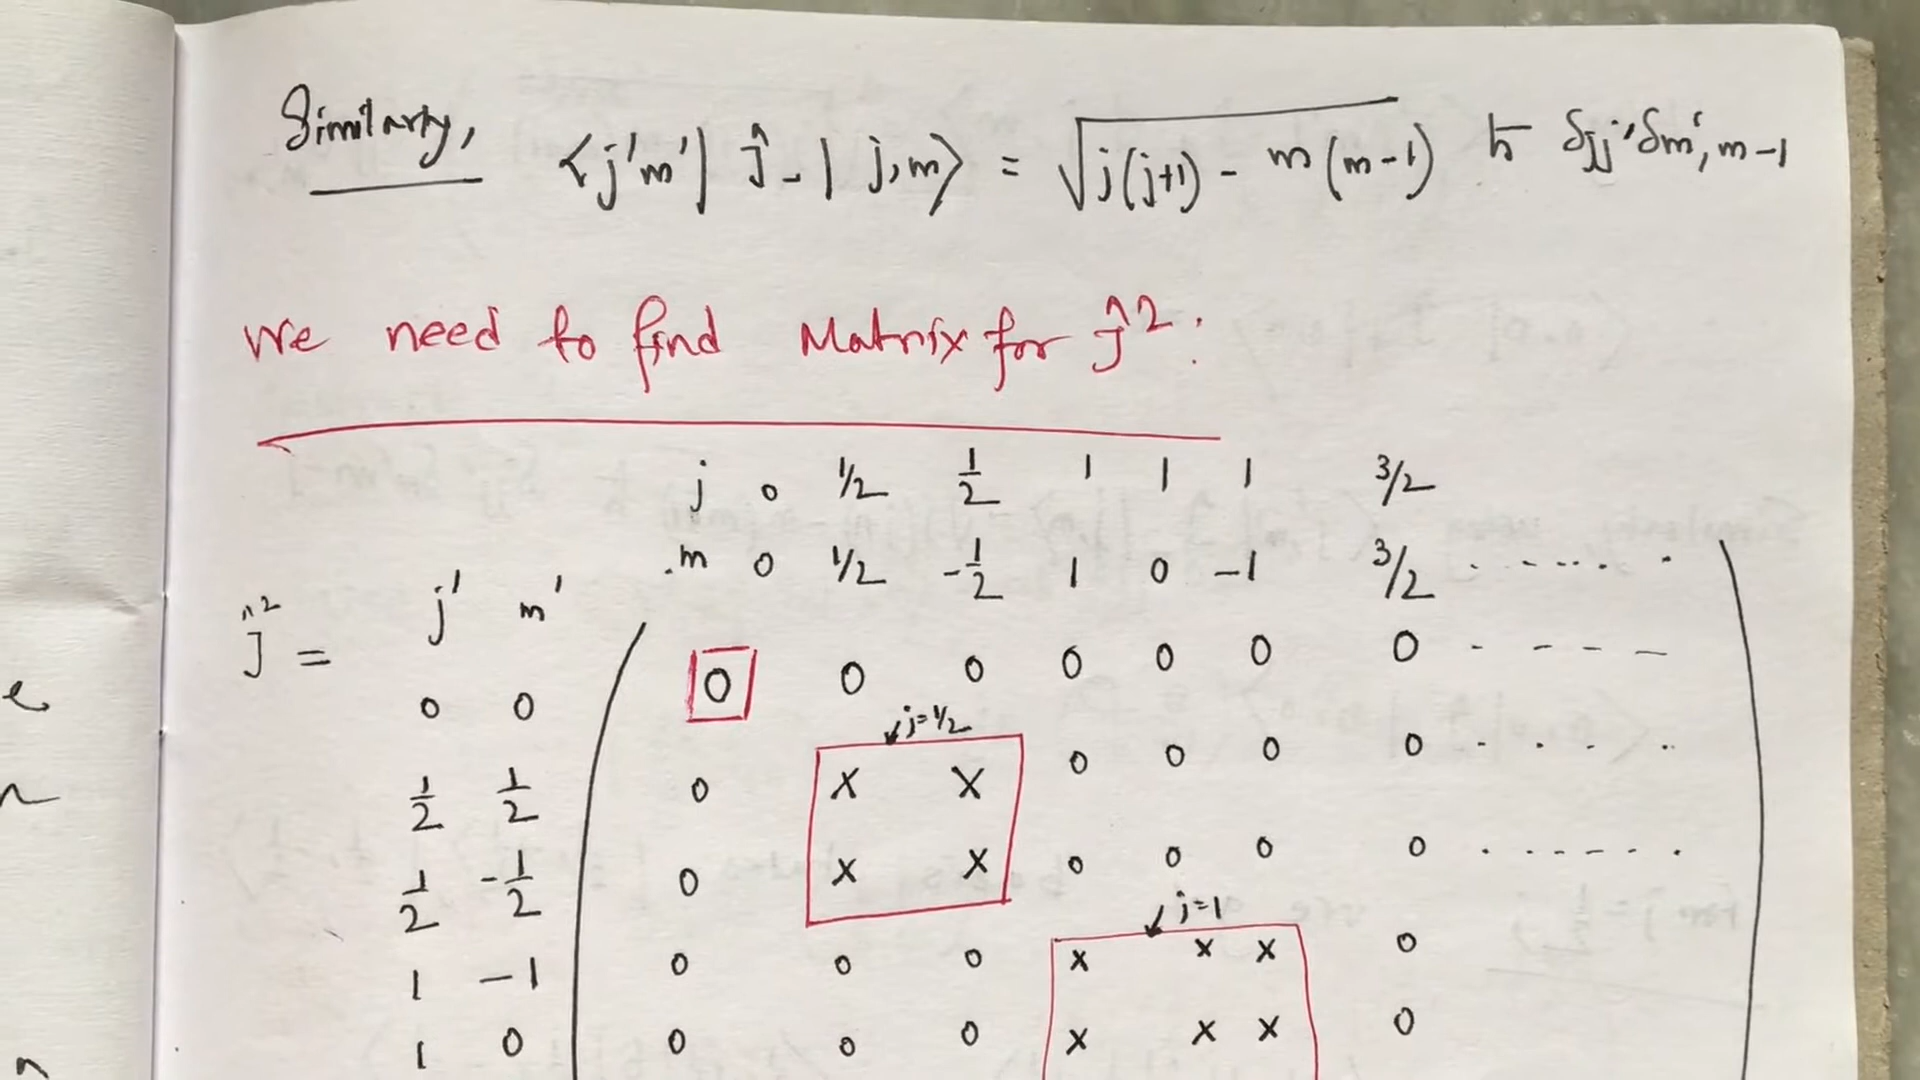 Similarly, <j'm'| Ĵ_- | j,m> = √(j(j+1) - m(m-1)) ħ δjj' δm', m-1
We need to find Matrix for Ĵ²:
j 0 1/2 1/2 1 1 1 3/2
m 0 1/2 -1/2 1 0 -1 3/2 . . . . . .
Ĵ² = j' m'
0 0 0 0 0 0 0 0 0 - - - -
j=1/2
1/2 1/2 0 x x 0 0 0 0 . . . .
1/2 -1/2 0 x x 0 0 0 0 . . . . . .
j=1
1 -1 0 0 0 x x x 0
1 0 0 0 0 x x x 0